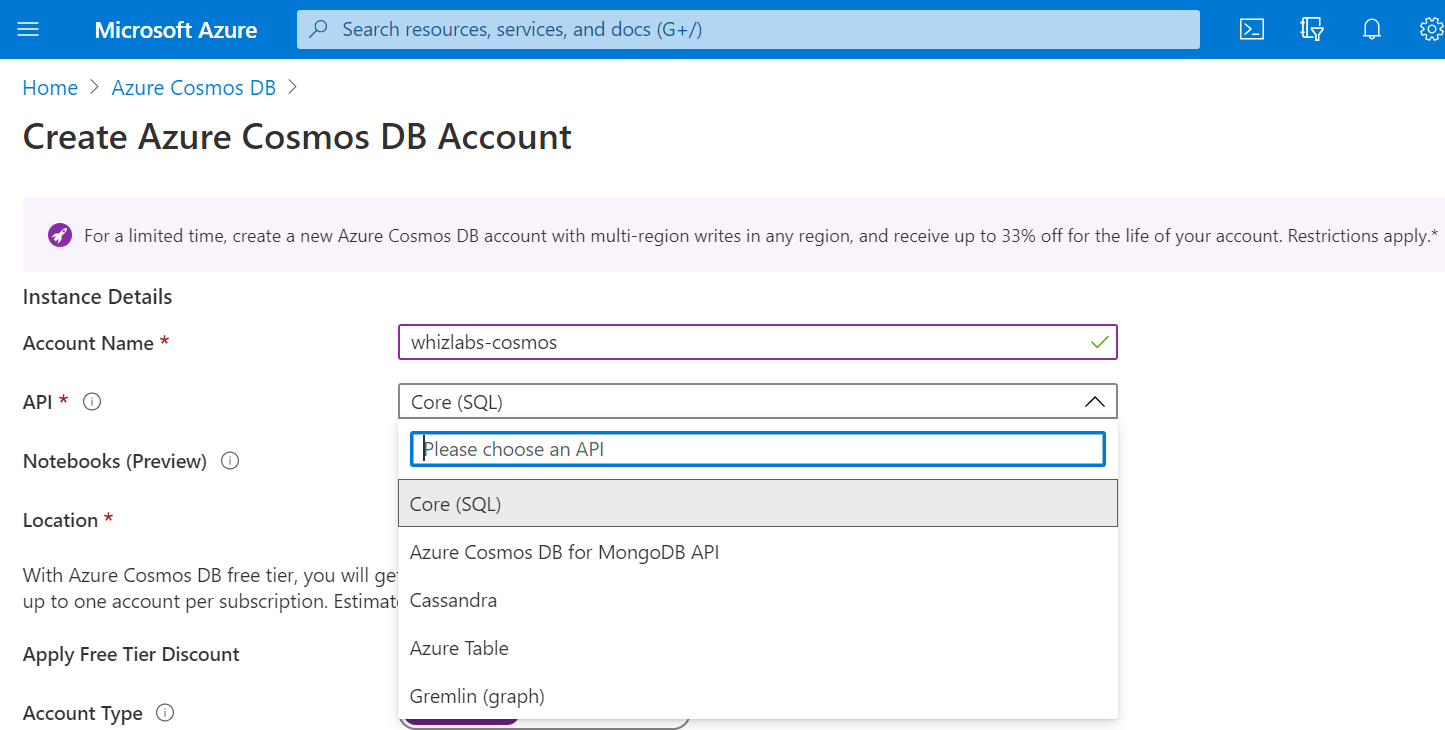 Microsoft Azure
Search resources, services, and docs (G+/)
Home > Azure Cosmos DB >
Create Azure Cosmos DB Account
For a limited time, create a new Azure Cosmos DB account with multi-region writes in any region, and receive up to 33% off for the life of your account. Restrictions apply.*
Instance Details
Account Name * whizlabs-cosmos
API * Core (SQL)
Please choose an API
Notebooks (Preview)
Core (SQL)
Location *
Azure Cosmos DB for MongoDB API
With Azure Cosmos DB free tier, you will
up to one account per subscription.
Cassandra
Apply Free Tier Discount
Azure Table
Gremlin (graph)
Account Type